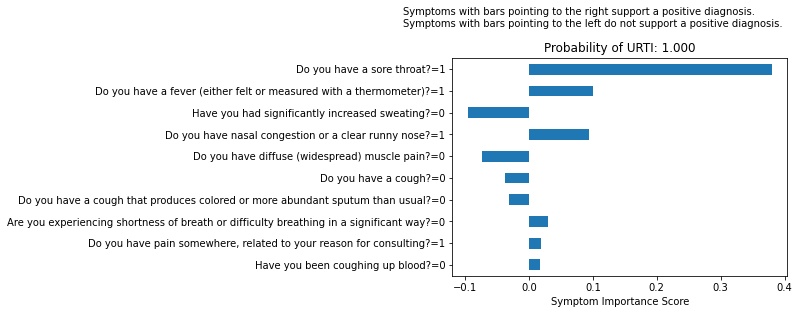 Symptoms with bars pointing to the right support a positive diagnosis.
Symptoms with bars pointing to the left do not support a positive diagnosis.
Probability of URTI: 1.000
Do you have a sore throat?=1
Do you have a fever (either felt or measured with a thermometer)?=1
Have you had significantly increased sweating?=0
Do you have nasal congestion or a clear runny nose?=1
Do you have diffuse (widespread) muscle pain?=0
Do you have a cough?=0
Do you have a cough that produces colored or more abundant sputum than usual?=0
Are you experiencing shortness of breath or difficulty breathing in a significant way?=0
Do you have pain somewhere, related to your reason for consulting?=1
Have you been coughing up blood?=0
−0.1 0.0 0.1 0.2 0.3 0.4
Symptom Importance Score